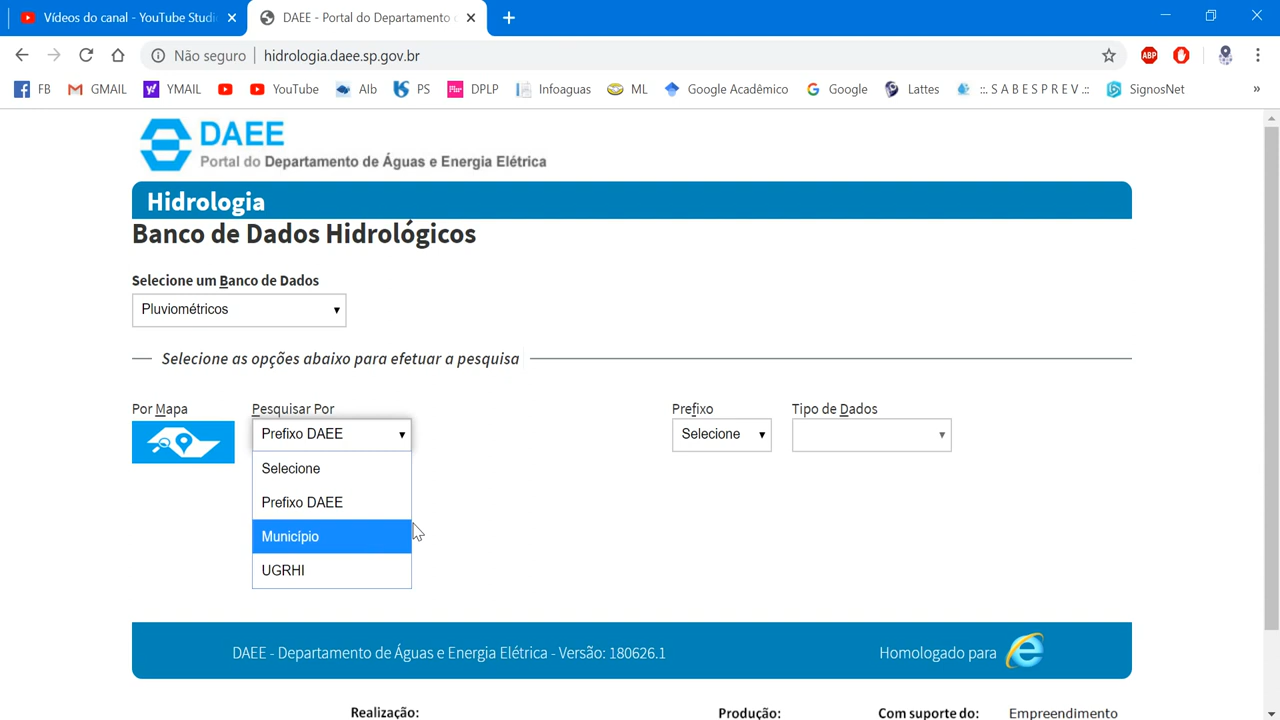 Vídeos do canal - YouTube Studi
DAEE - Portal do Departamento
Não seguro
hidrologia.daee.sp.gov.br
ABP
FB
GMAIL
YMAIL
YouTube
Alb
PS
DPLP
Infoaguas
ML
Google Acadêmico
Google
Lattes
::. S A B E S P R E V .::
SignosNet
»
DAEE
Portal do Departamento de Águas e Energia Elétrica
Hidrologia
Banco de Dados Hidrológicos
Selecione um Banco de Dados
Pluviométricos
Selecione as opções abaixo para efetuar a pesquisa
Por Mapa
Pesquisar Por
Prefixo
Tipo de Dados
Prefixo DAEE
Selecione
Selecione
Prefixo DAEE
Município
UGRHI
DAEE - Departamento de Águas e Energia Elétrica - Versão: 180626.1
Homologado para
Realização:
Produção:
Com suporte do:
Empreendimento